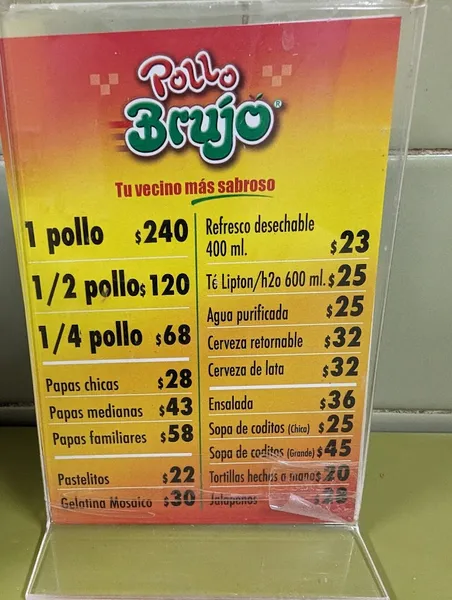 Pollo
Brujo®
Tu vecino más sabroso
1 pollo $240
1/2 pollo $120
1/4 pollo $68
Papas chicas $28
Papas medianas $43
Papas familiares $58
Pastelitos $22
Gelatina Mosaico $30
Refresco desechable
400 ml. $23
Té Lipton/h2o 600 ml. $25
Agua purificada $25
Cerveza retornable $32
Cerveza de lata $32
Ensalada $36
Sopa de coditos (Chica) $25
Sopa de coditos (Grande) $45
Tortillas hechas a mano $20
Jalapenos